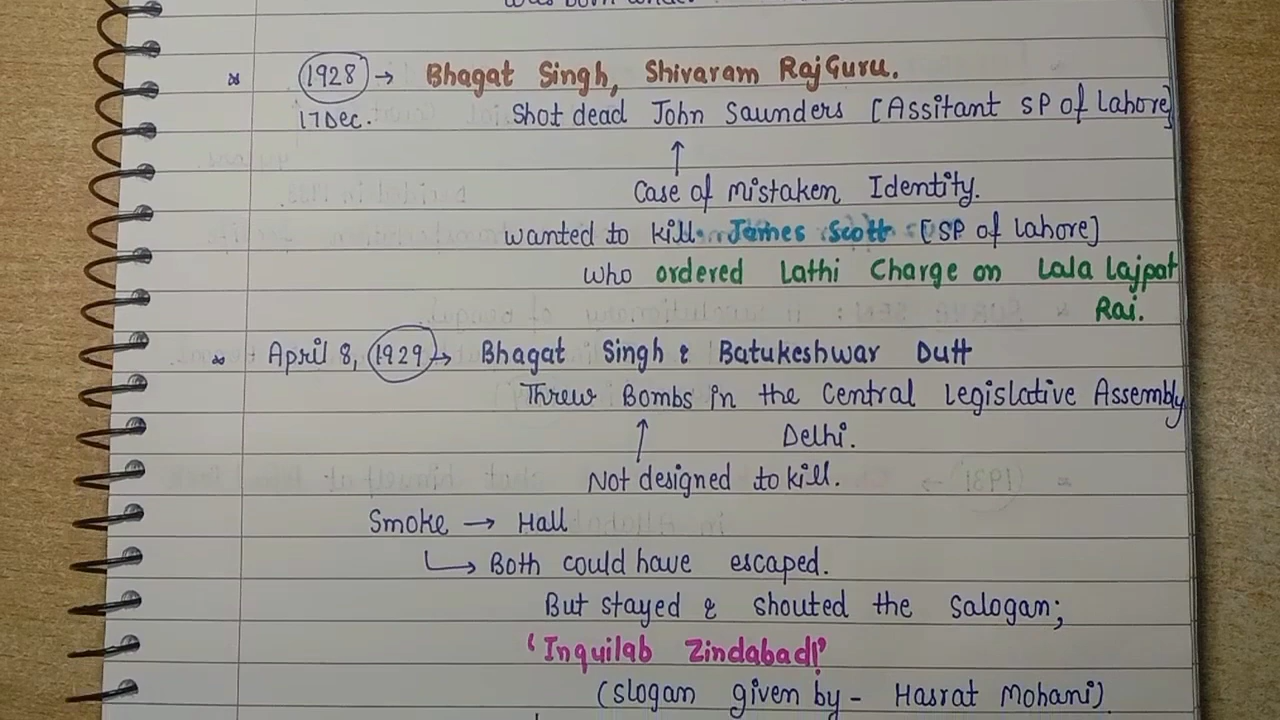 * 1928 → Bhagat Singh, Shivaram RajGuru.
17 Dec. Shot dead John Saunders [Assitant SP of Lahore]
↑
Case of mistaken Identity.
wanted to kill James Scott [SP of Lahore]
who ordered Lathi Charge on Lala Lajpat
Rai.
* April 8, 1929 → Bhagat Singh & Batukeshwar Dutt
Threw Bombs in the Central Legislative Assembly
↑ Delhi.
Not designed to kill.
Smoke → Hall
↳ Both could have escaped.
But stayed & shouted the Salogan;
'Inquilab Zindabad!'
(slogan given by - Hasrat Mohani)